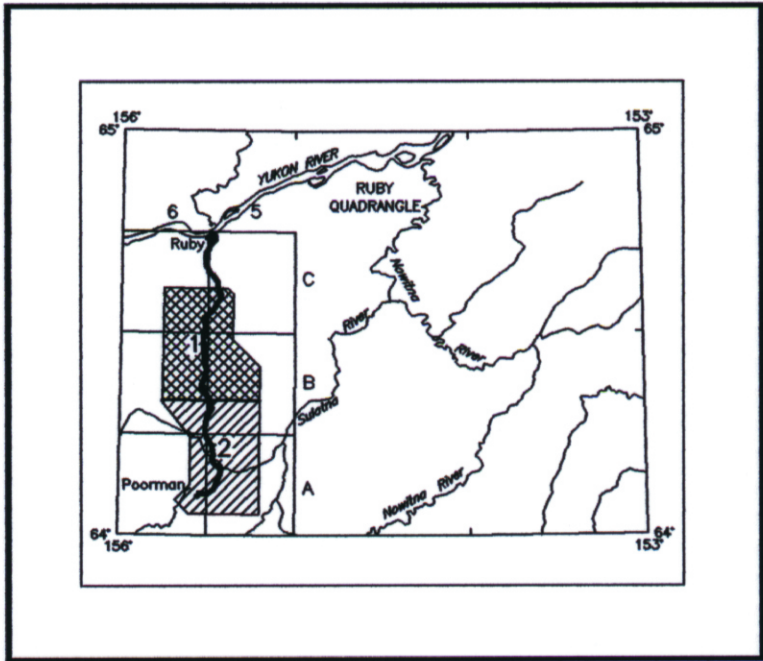 156°
153°
65°
65°
YUKON RIVER
RUBY
QUADRANGLE
6
5
Ruby
C
Nowitna
River
River
1
B
Sulatna
2
Poorman
A
Nowitna River
64°
64°
156°
153°